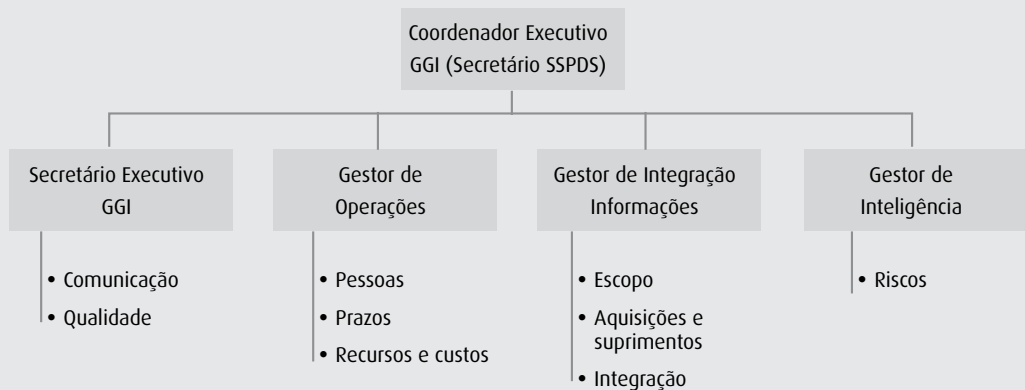 Coordenador Executivo
GGI (Secretário SSPDS)
Secretário Executivo
GGI
Gestor de
Operações
Gestor de Integração
Informações
Gestor de
Inteligência
• Comunicação
• Qualidade
• Pessoas
• Prazos
• Recursos e custos
• Escopo
• Aquisições e
suprimentos
• Integração
• Riscos